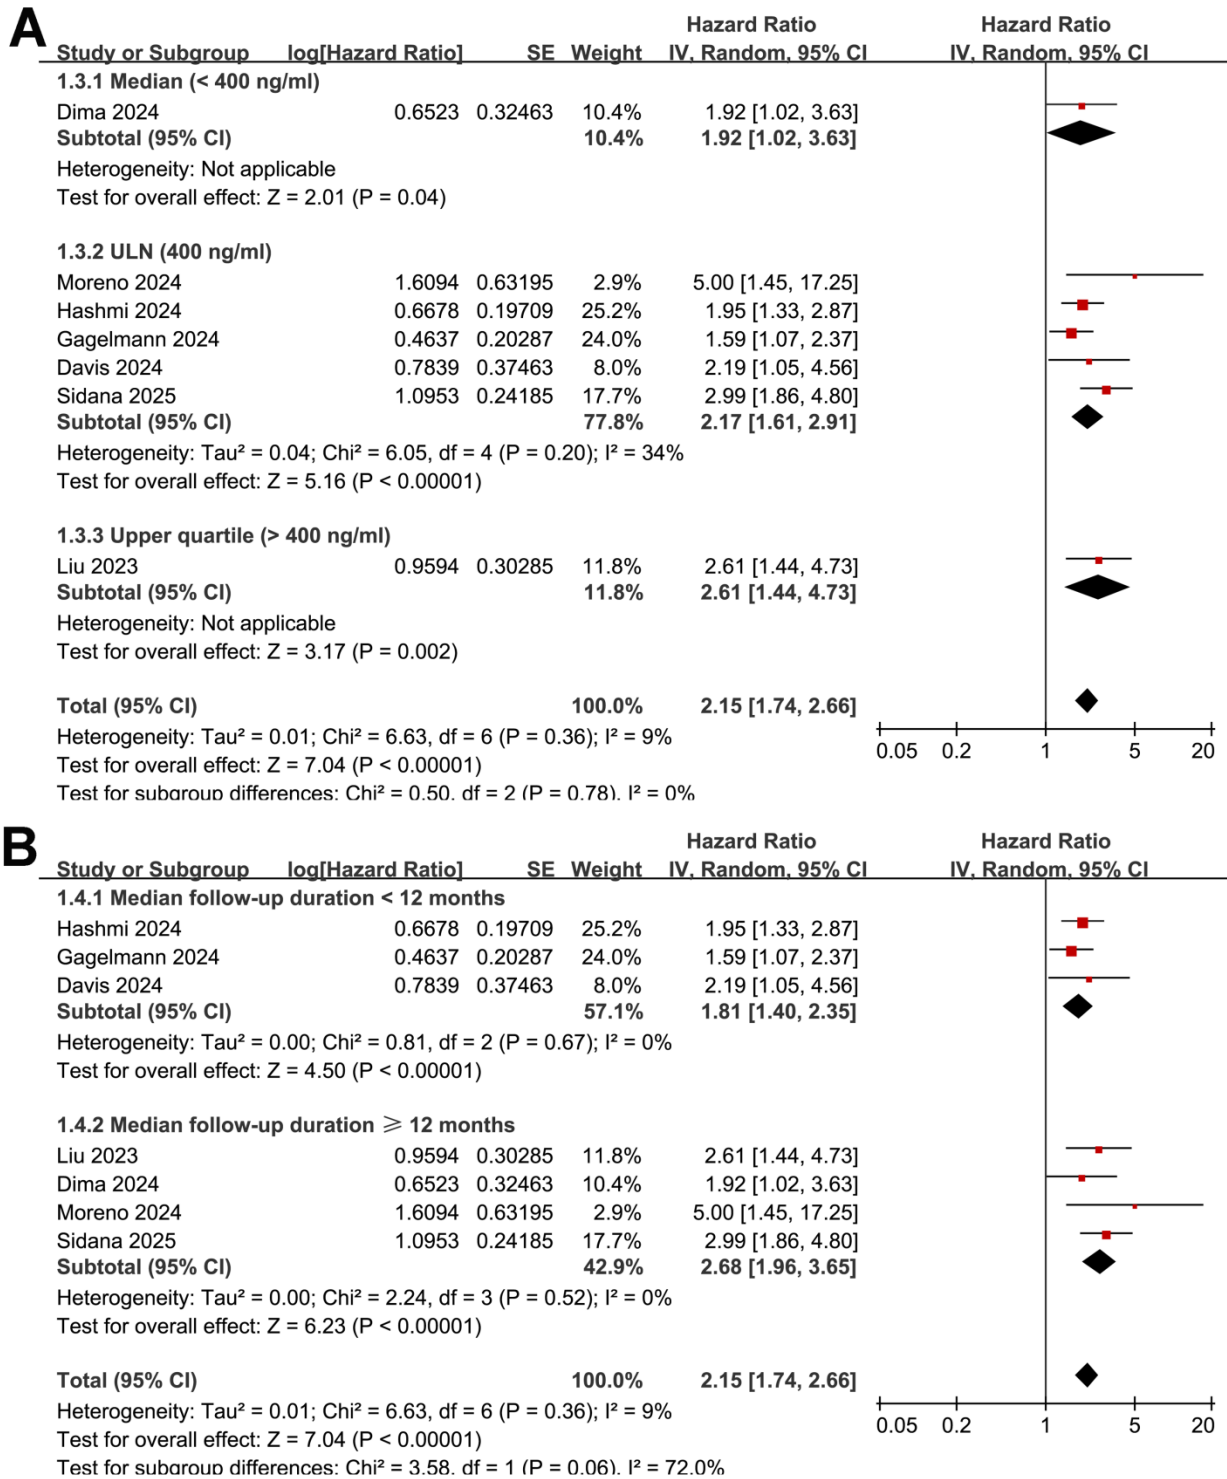 A
Hazard Ratio Hazard Ratio
Study or Subgroup log[Hazard Ratio] SE Weight IV, Random, 95% CI IV, Random, 95% CI
1.3.1 Median (< 400 ng/ml)
Dima 2024 0.6523 0.32463 10.4% 1.92 [1.02, 3.63]
Subtotal (95% CI) 10.4% 1.92 [1.02, 3.63]
Heterogeneity: Not applicable
Test for overall effect: Z = 2.01 (P = 0.04)
1.3.2 ULN (400 ng/ml)
Moreno 2024 1.6094 0.63195 2.9% 5.00 [1.45, 17.25]
Hashmi 2024 0.6678 0.19709 25.2% 1.95 [1.33, 2.87]
Gagelmann 2024 0.4637 0.20287 24.0% 1.59 [1.07, 2.37]
Davis 2024 0.7839 0.37463 8.0% 2.19 [1.05, 4.56]
Sidana 2025 1.0953 0.24185 17.7% 2.99 [1.86, 4.80]
Subtotal (95% CI) 77.8% 2.17 [1.61, 2.91]
Heterogeneity: Tau² = 0.04; Chi² = 6.05, df = 4 (P = 0.20); I² = 34%
Test for overall effect: Z = 5.16 (P < 0.00001)
1.3.3 Upper quartile (> 400 ng/ml)
Liu 2023 0.9594 0.30285 11.8% 2.61 [1.44, 4.73]
Subtotal (95% CI) 11.8% 2.61 [1.44, 4.73]
Heterogeneity: Not applicable
Test for overall effect: Z = 3.17 (P = 0.002)
Total (95% CI) 100.0% 2.15 [1.74, 2.66]
Heterogeneity: Tau² = 0.01; Chi² = 6.63, df = 6 (P = 0.36); I² = 9%
0.05 0.2 1 5 20
Test for overall effect: Z = 7.04 (P < 0.00001)
Test for subgroup differences: Chi² = 0.50, df = 2 (P = 0.78), I² = 0%
B
Hazard Ratio Hazard Ratio
Study or Subgroup log[Hazard Ratio] SE Weight IV, Random, 95% CI IV, Random, 95% CI
1.4.1 Median follow-up duration < 12 months
Hashmi 2024 0.6678 0.19709 25.2% 1.95 [1.33, 2.87]
Gagelmann 2024 0.4637 0.20287 24.0% 1.59 [1.07, 2.37]
Davis 2024 0.7839 0.37463 8.0% 2.19 [1.05, 4.56]
Subtotal (95% CI) 57.1% 1.81 [1.40, 2.35]
Heterogeneity: Tau² = 0.00; Chi² = 0.81, df = 2 (P = 0.67); I² = 0%
Test for overall effect: Z = 4.50 (P < 0.00001)
1.4.2 Median follow-up duration ⩾ 12 months
Liu 2023 0.9594 0.30285 11.8% 2.61 [1.44, 4.73]
Dima 2024 0.6523 0.32463 10.4% 1.92 [1.02, 3.63]
Moreno 2024 1.6094 0.63195 2.9% 5.00 [1.45, 17.25]
Sidana 2025 1.0953 0.24185 17.7% 2.99 [1.86, 4.80]
Subtotal (95% CI) 42.9% 2.68 [1.96, 3.65]
Heterogeneity: Tau² = 0.00; Chi² = 2.24, df = 3 (P = 0.52); I² = 0%
Test for overall effect: Z = 6.23 (P < 0.00001)
Total (95% CI) 100.0% 2.15 [1.74, 2.66]
Heterogeneity: Tau² = 0.01; Chi² = 6.63, df = 6 (P = 0.36); I² = 9%
0.05 0.2 1 5 20
Test for overall effect: Z = 7.04 (P < 0.00001)
Test for subgroup differences: Chi² = 3.58, df = 1 (P = 0.06), I² = 72.0%